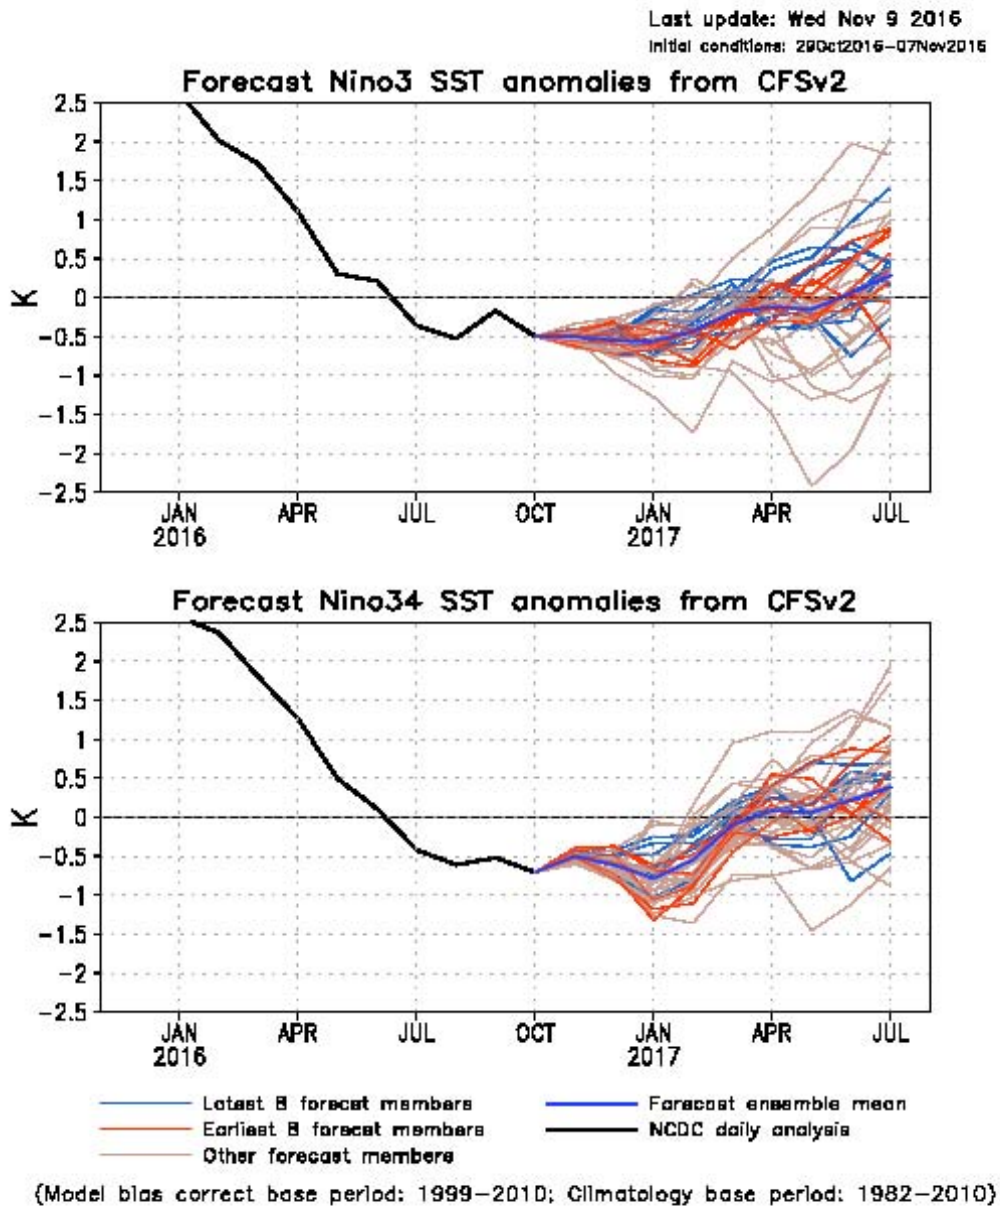 Last update: Wed Nov 9 2016
Initial conditions: 29Oct2016-07Nov2016
Forecast Nino3 SST anomalies from CFSv2
2.5
2
1.5
1
0.5
0
-0.5
-1
-1.5
-2
-2.5
K
JAN APR JUL OCT JAN APR JUL
2016 2017
Forecast Nino34 SST anomalies from CFSv2
2.5
2
1.5
1
0.5
0
-0.5
-1
-1.5
-2
-2.5
K
JAN APR JUL OCT JAN APR JUL
2016 2017
Latest 8 forecast members Forecast ensemble mean
Earliest 8 forecast members NCDC daily analysis
Other forecast members
(Model bias correct base period: 1999-2010; Climatology base period: 1982-2010)